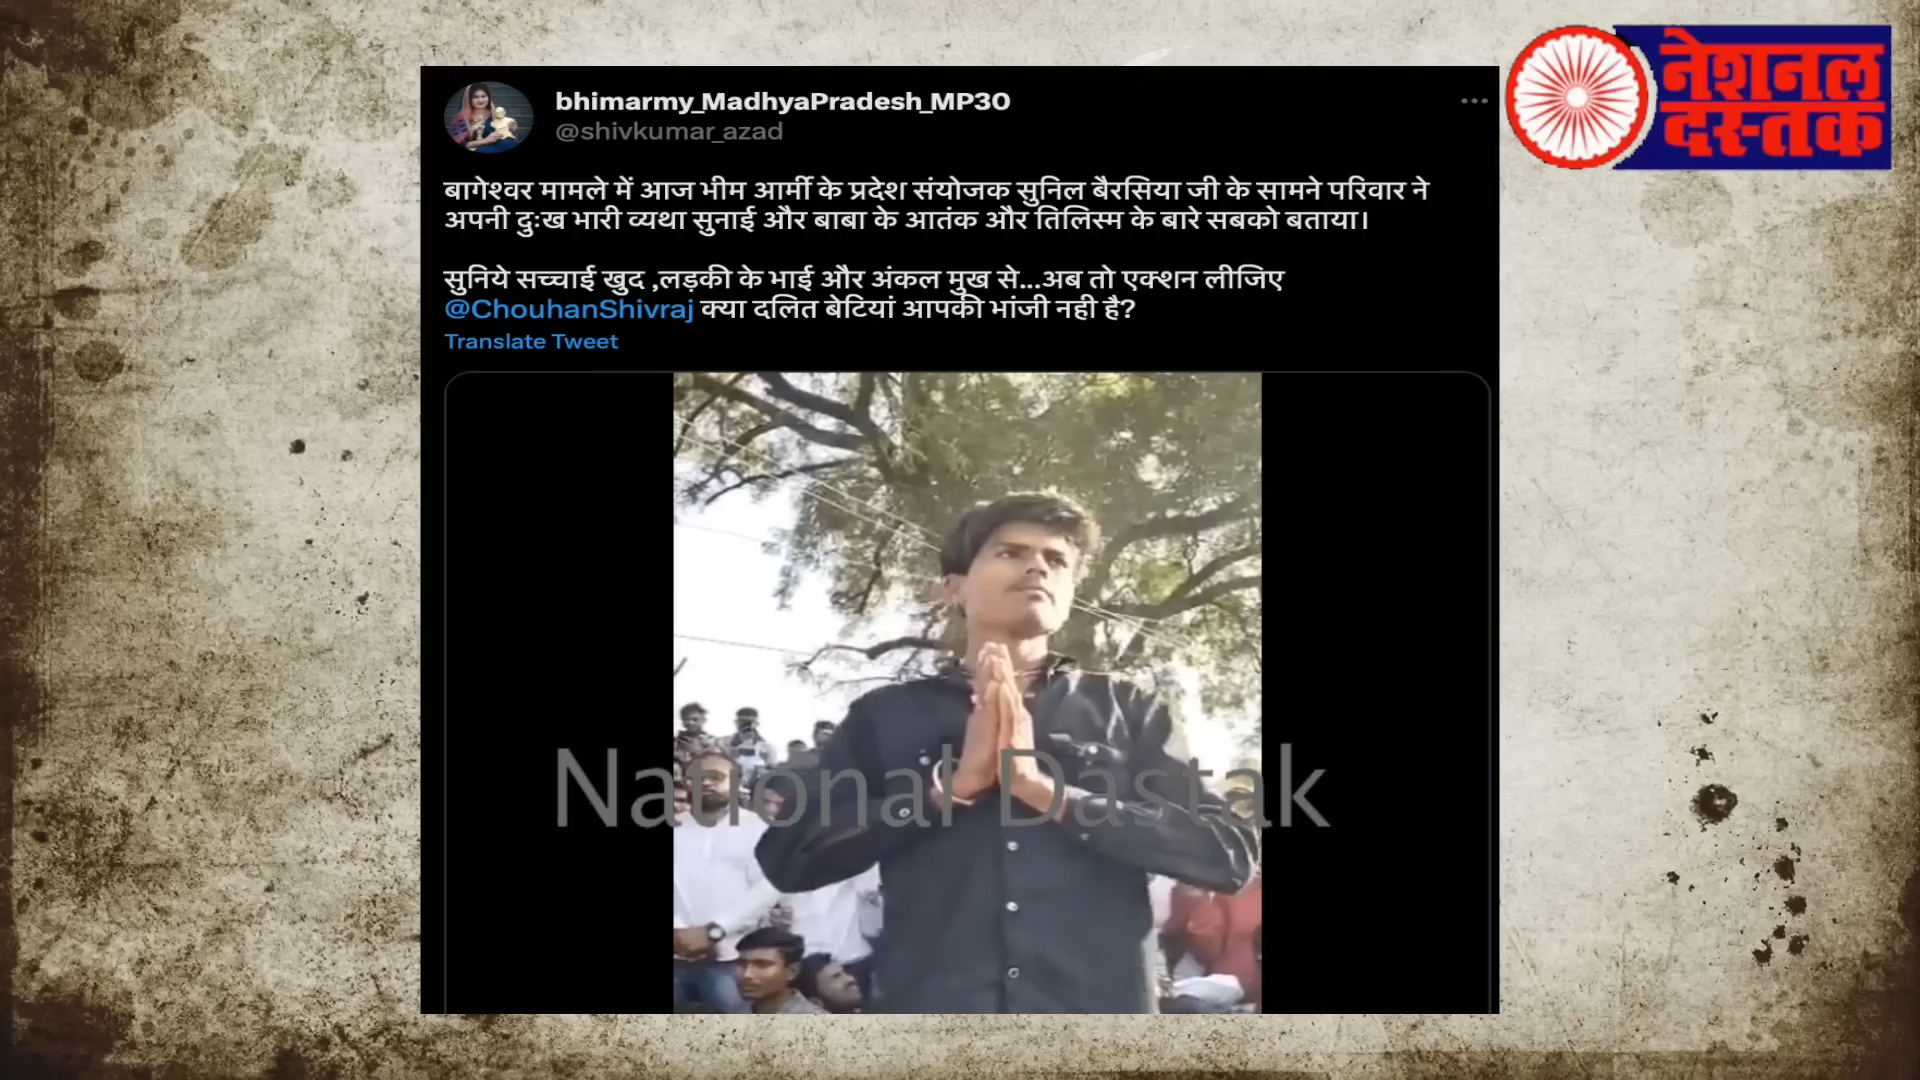 नेशनल
दस्तक
bhimarmy_MadhyaPradesh_MP30
@shivkumar_azad
बागेश्वर मामले में आज भीम आर्मी के प्रदेश संयोजक सुनिल बैरसिया जी के सामने परिवार ने
अपनी दुःख भारी व्यथा सुनाई और बाबा के आतंक और तिलिस्म के बारे सबको बताया।
सुनिये सच्चाई खुद ,लड़की के भाई और अंकल मुख से...अब तो एक्शन लीजिए
@ChouhanShivraj क्या दलित बेटियां आपकी भांजी नही है?
Translate Tweet
National Dastak